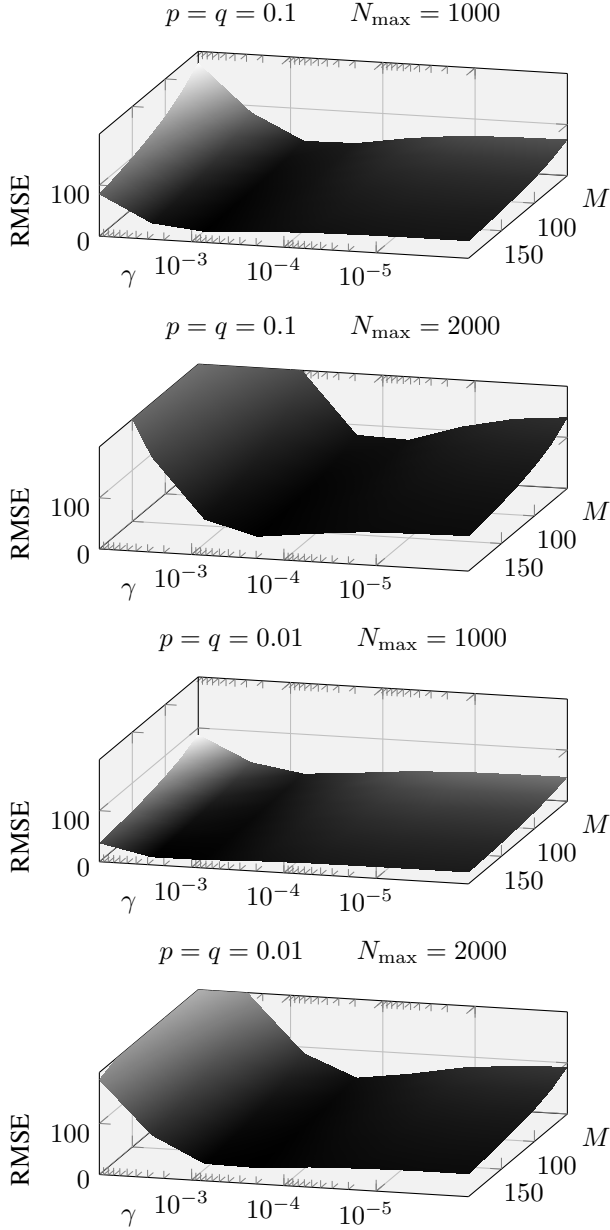 p = q = 0.1 N_max = 1000
RMSE
100
0
γ
10⁻³
10⁻⁴
10⁻⁵
150
100
M
p = q = 0.1 N_max = 2000
RMSE
100
0
γ
10⁻³
10⁻⁴
10⁻⁵
150
100
M
p = q = 0.01 N_max = 1000
RMSE
100
0
γ
10⁻³
10⁻⁴
10⁻⁵
150
100
M
p = q = 0.01 N_max = 2000
RMSE
100
0
γ
10⁻³
10⁻⁴
10⁻⁵
150
100
M